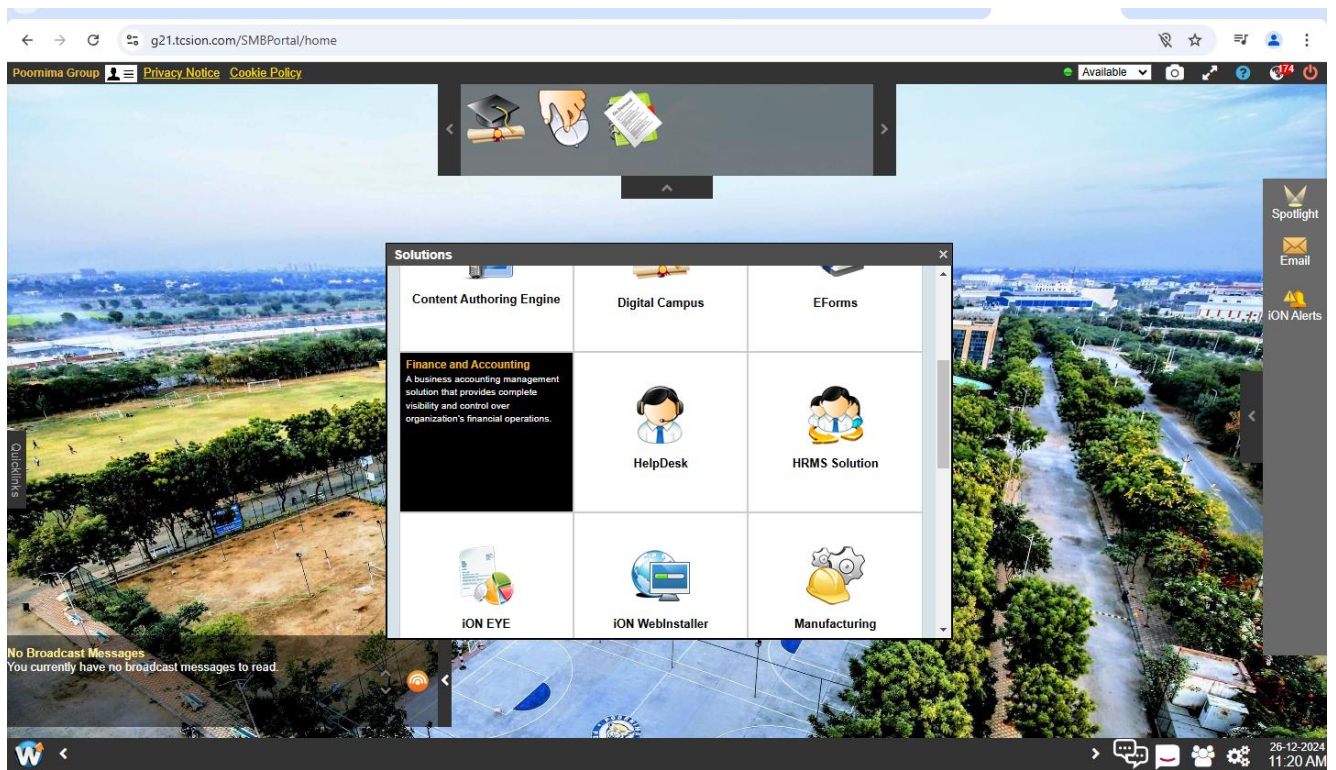 g21.tcsion.com/SMBPortal/home
Poornima Group Privacy Notice Cookie Policy
Available
174
On Demand
Spotlight
Email
iON Alerts
Solutions
Content Authoring Engine
Digital Campus
EForms
Finance and Accounting
A business accounting management
solution that provides complete
visibility and control over
organization's financial operations.
HelpDesk
HRMS Solution
iON EYE
iON WebInstaller
Manufacturing
Quicklinks
No Broadcast Messages
You currently have no broadcast messages to read.
W
26-12-2024
11:20 AM